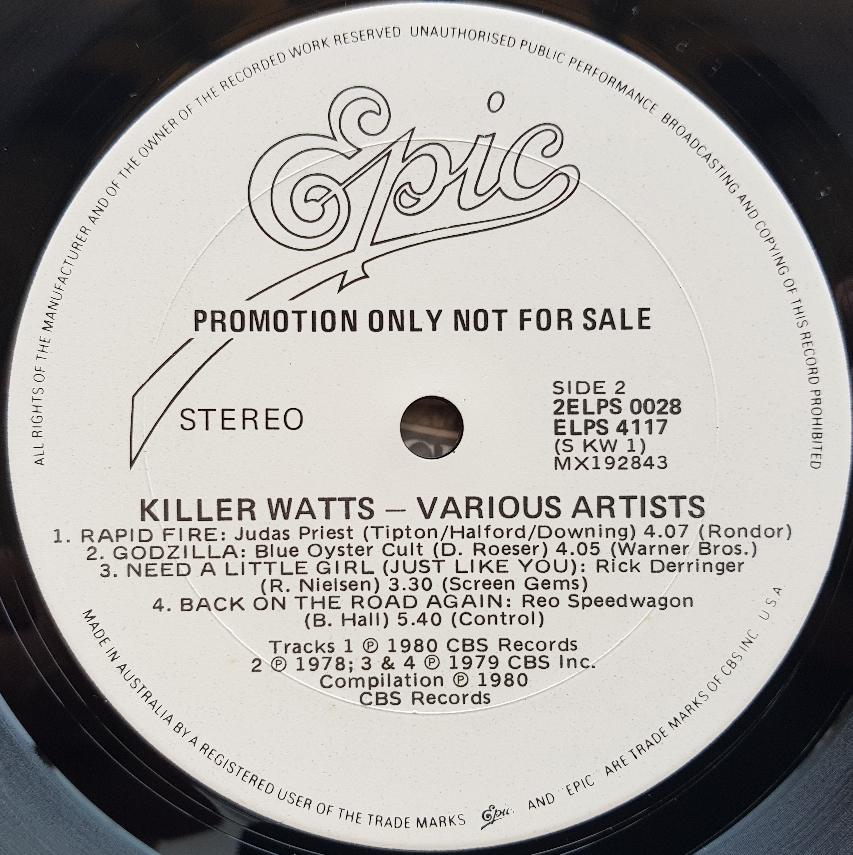 ALL RIGHTS OF THE MANUFACTURER AND OF THE OWNER OF THE RECORDED WORK RESERVED UNAUTHORISED PUBLIC PERFORMANCE BROADCASTING AND COPYING OF THIS RECORD PROHIBITED
Epic
PROMOTION ONLY NOT FOR SALE
STEREO
SIDE 2
2ELPS 0028
ELPS 4117
(S KW 1)
MX192843
KILLER WATTS – VARIOUS ARTISTS
1. RAPID FIRE: Judas Priest (Tipton/Halford/Downing) 4.07 (Rondor)
2. GODZILLA: Blue Oyster Cult (D. Roeser) 4.05 (Warner Bros.)
3. NEED A LITTLE GIRL (JUST LIKE YOU): Rick Derringer
(R. Nielsen) 3.30 (Screen Gems)
4. BACK ON THE ROAD AGAIN: Reo Speedwagon
(B. Hall) 5.40 (Control)
Tracks 1 ℗ 1980 CBS Records
2 ℗ 1978; 3 & 4 ℗ 1979 CBS Inc.
Compilation ℗ 1980
CBS Records
MADE IN AUSTRALIA BY A REGISTERED USER OF THE TRADE MARKS Epic. AND 'EPIC' ARE TRADE MARKS OF CBS INC. U.S.A.